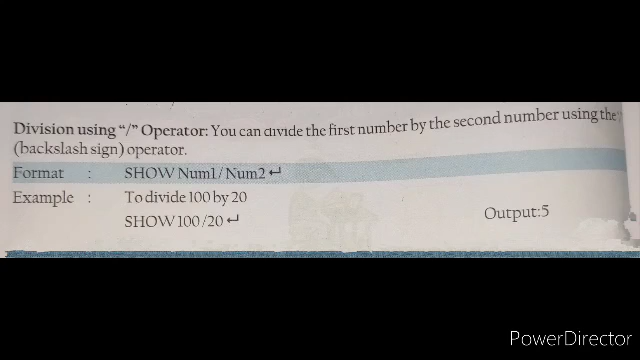 Division using "/" Operator: You can divide the first number by the second number using the
(backslash sign) operator.
Format : SHOW Num1/Num2 ↵
Example : To divide 100 by 20
SHOW 100/20 ↵ Output:5
PowerDirector